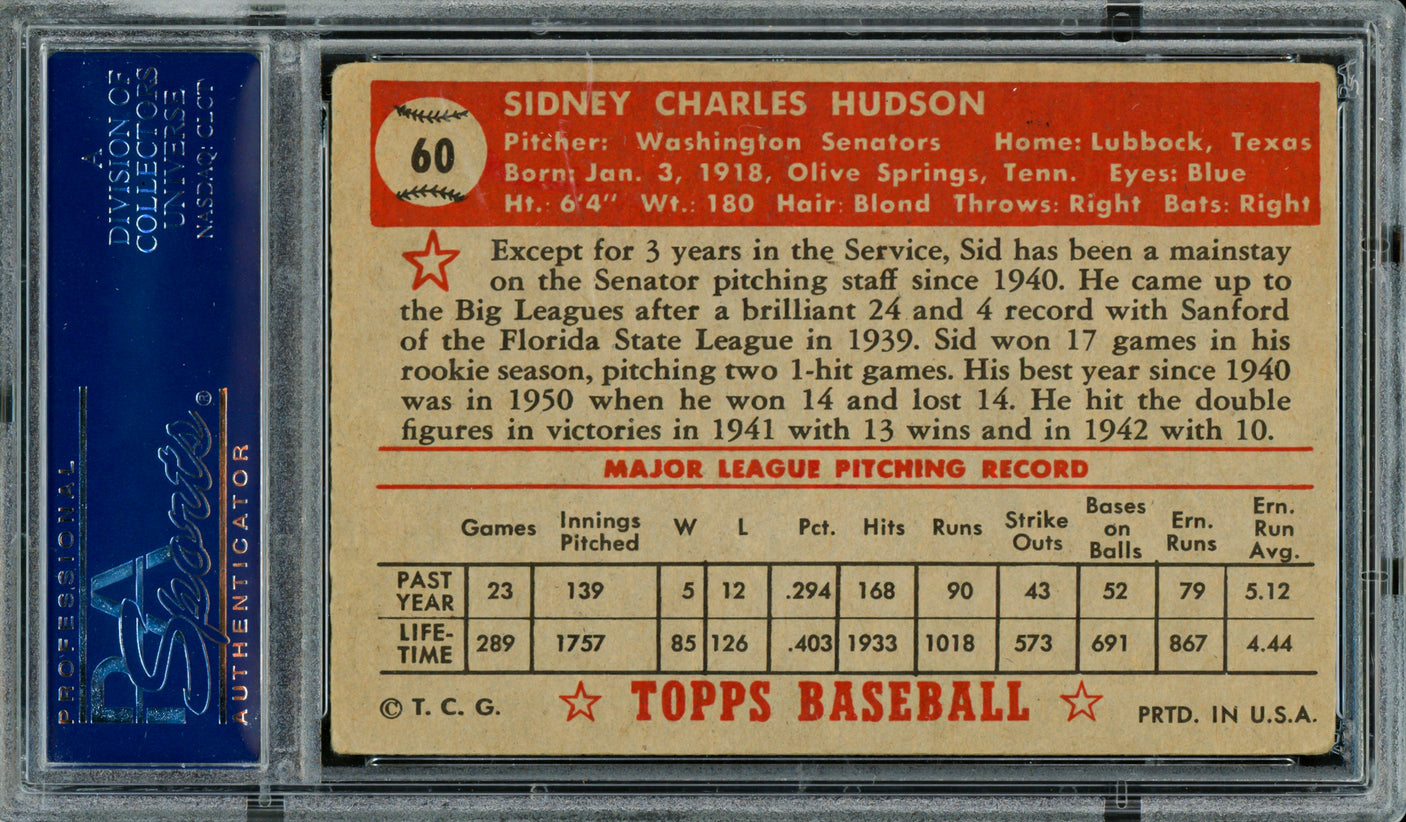 A
DIVISION OF
COLLECTORS
UNIVERSE
NASDAQ: CLCT
PROFESSIONAL
PSA
Sports®
AUTHENTICATOR
60
SIDNEY CHARLES HUDSON
Pitcher: Washington Senators Home: Lubbock, Texas
Born: Jan. 3, 1918, Olive Springs, Tenn. Eyes: Blue
Ht.: 6'4" Wt.: 180 Hair: Blond Throws: Right Bats: Right
Except for 3 years in the Service, Sid has been a mainstay
on the Senator pitching staff since 1940. He came up to
the Big Leagues after a brilliant 24 and 4 record with Sanford
of the Florida State League in 1939. Sid won 17 games in his
rookie season, pitching two 1-hit games. His best year since 1940
was in 1950 when he won 14 and lost 14. He hit the double
figures in victories in 1941 with 13 wins and in 1942 with 10.
MAJOR LEAGUE PITCHING RECORD
Games Innings Pitched W L Pct. Hits Runs Strike Outs Bases on Balls Ern. Runs Ern. Run Avg.
PAST YEAR 23 139 5 12 .294 168 90 43 52 79 5.12
LIFE-TIME 289 1757 85 126 .403 1933 1018 573 691 867 4.44
© T. C. G. TOPPS BASEBALL PRTD. IN U.S.A.